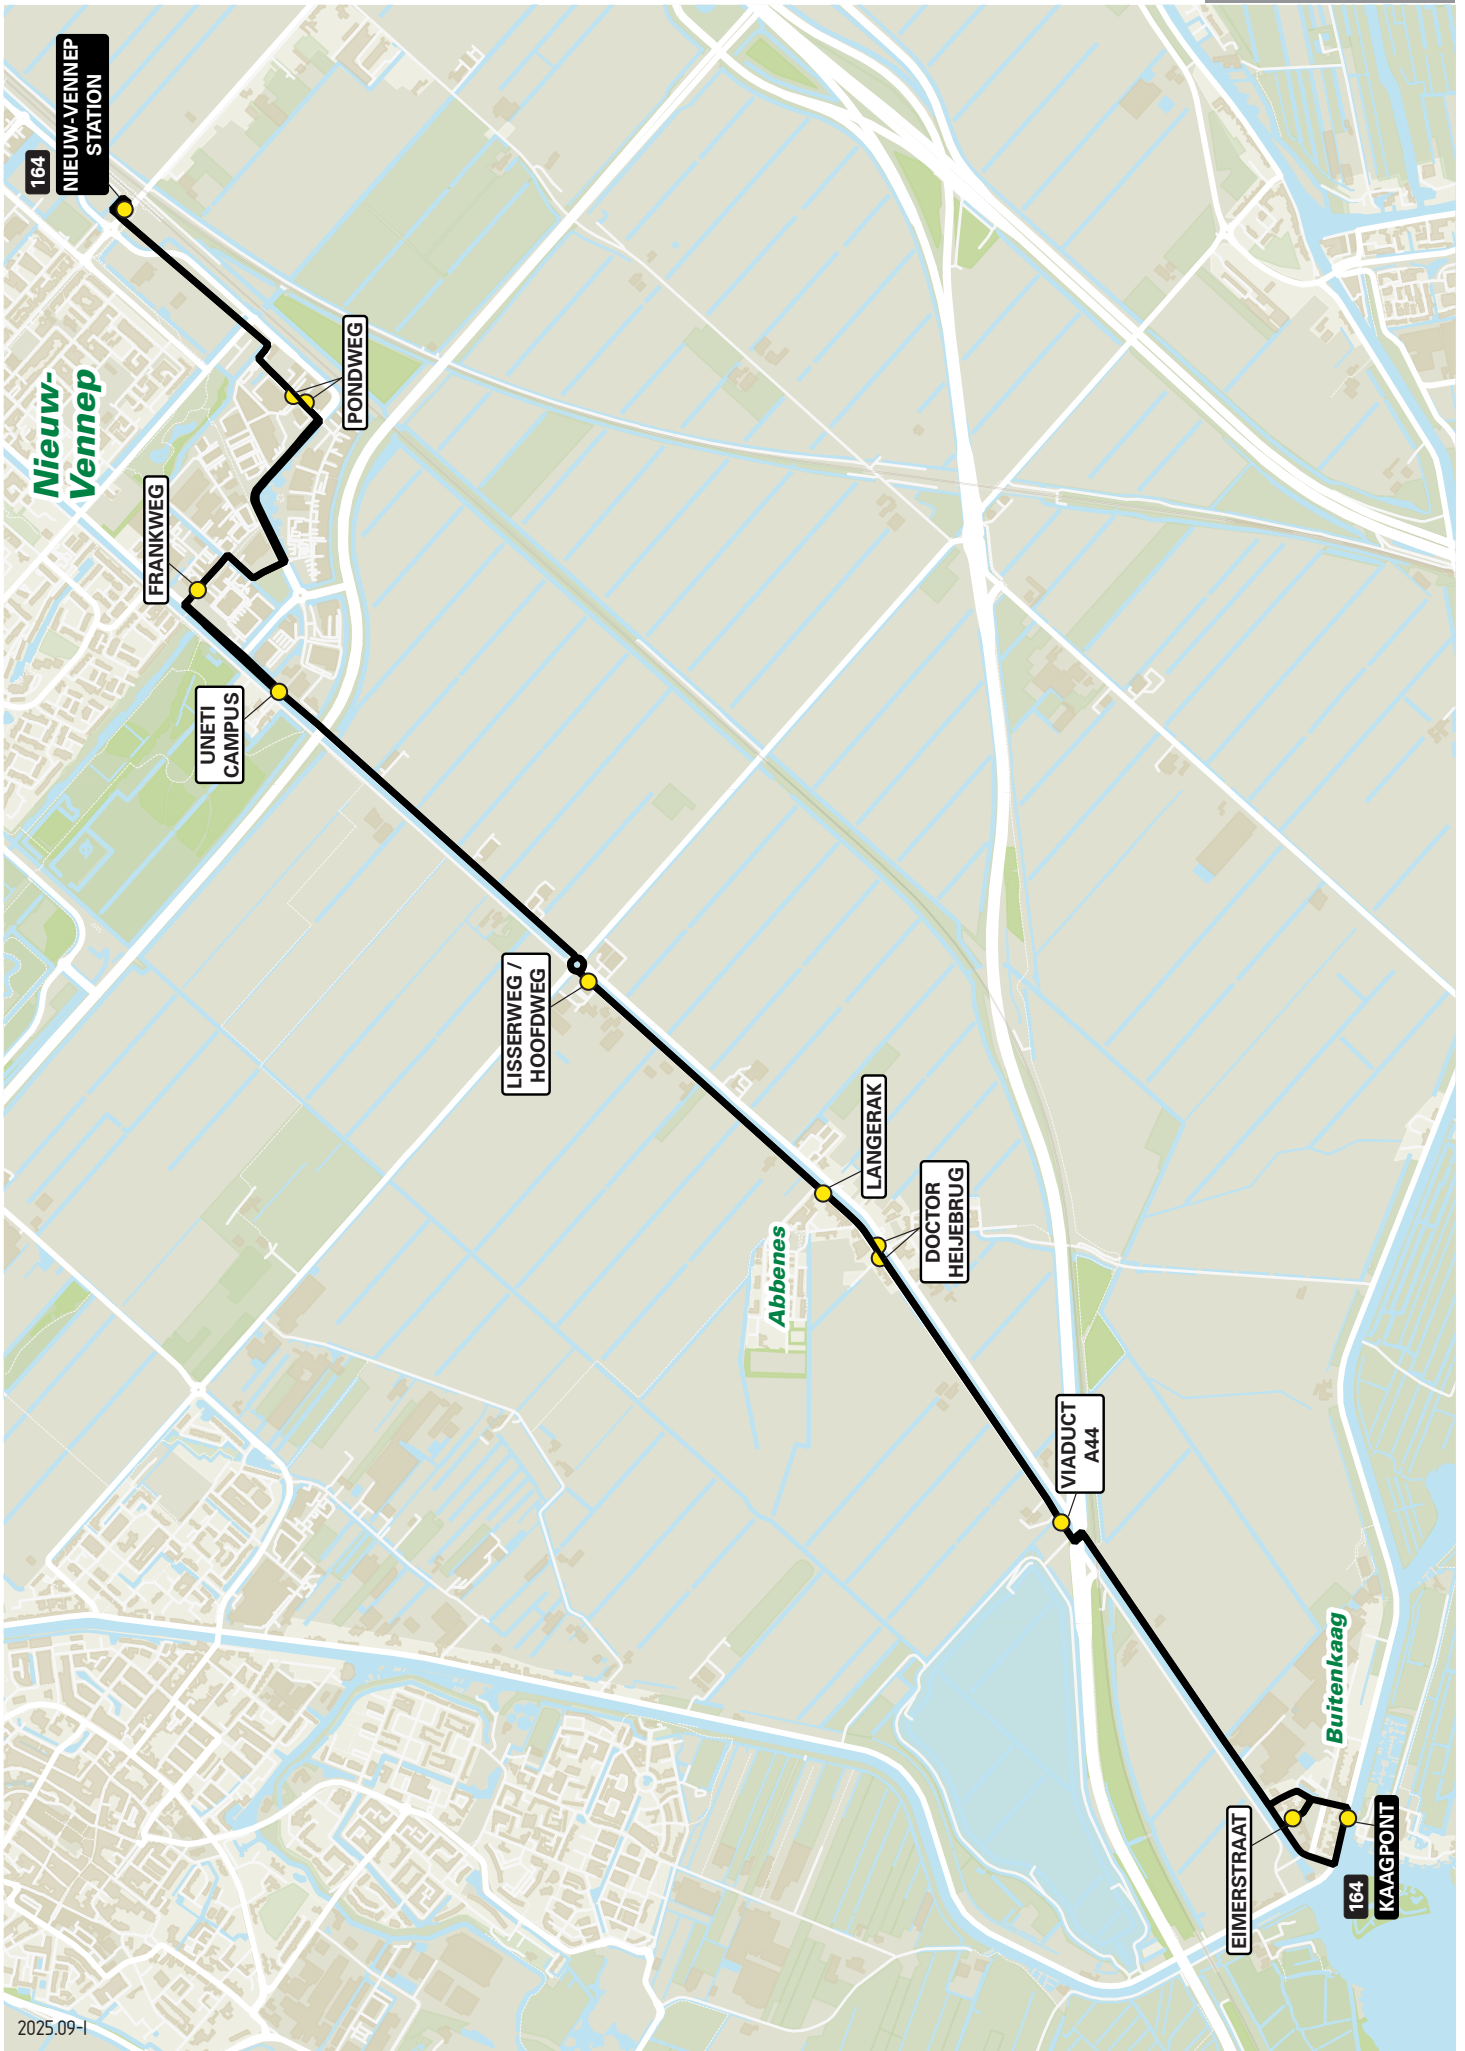 164
NIEUW-VENNEP
STATION
Nieuw-
Vennep
PONDWEG
FRANKWEG
UNETI
CAMPUS
LISSERWEG /
HOOFDWEG
LANGERAK
DOCTOR
HEIJEBRUG
Abbenes
VIADUCT
A44
Buitenkaag
EIMERSTRAAT
164
KAAGPONT
2025.09-I